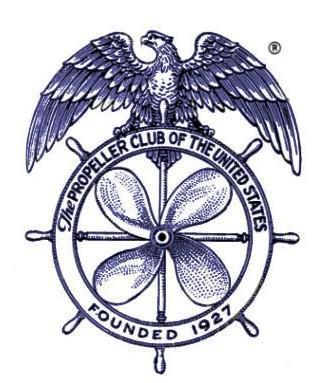 ®
The PROPELLER CLUB OF THE UNITED STATES
FOUNDED 1927